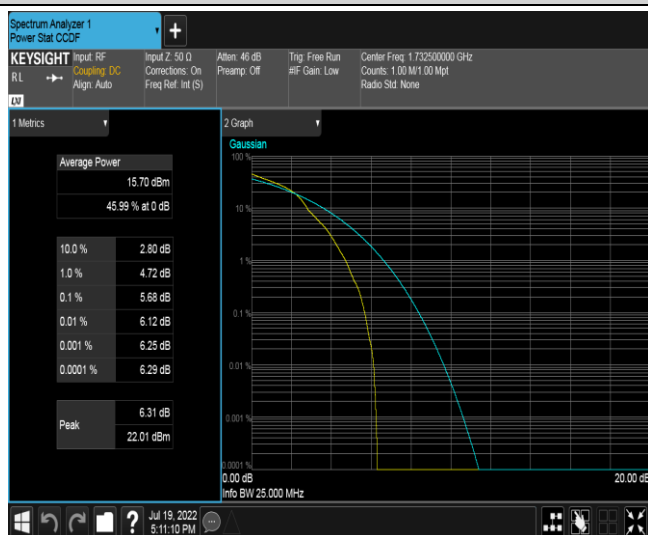 Spectrum Analyzer 1
Power Stat CCDF
+
KEYSIGHT
RL
LXI
Input: RF
Coupling: DC
Align: Auto
Input Z: 50 Ω
Corrections: On
Freq Ref: Int (S)
Atten: 46 dB
Preamp: Off
Trig: Free Run
#IF Gain: Low
Center Freq: 1.732500000 GHz
Counts: 1.00 M/1.00 Mpt
Radio Std: None
1 Metrics
Average Power
15.70 dBm
45.99 % at 0 dB
10.0 % 2.80 dB
1.0 % 4.72 dB
0.1 % 5.68 dB
0.01 % 6.12 dB
0.001 % 6.25 dB
0.0001 % 6.29 dB
Peak 6.31 dB
22.01 dBm
2 Graph
Gaussian
100 %
10 %
1 %
0.1 %
0.01 %
0.001 %
0.0001 %
0.00 dB 20.00 dB
Info BW 25.000 MHz
?
Jul 19, 2022
5:11:10 PM